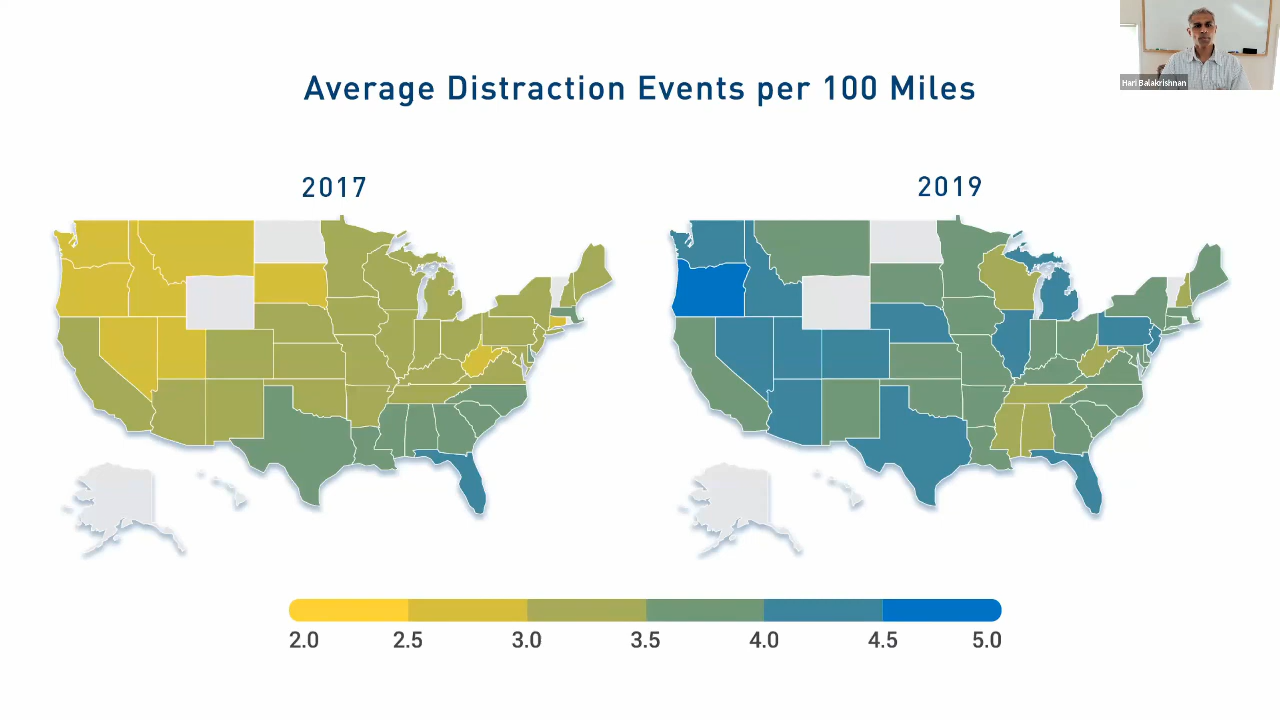 Hari Balakrishnan
Average Distraction Events per 100 Miles
2017
2019
2.0 2.5 3.0 3.5 4.0 4.5 5.0